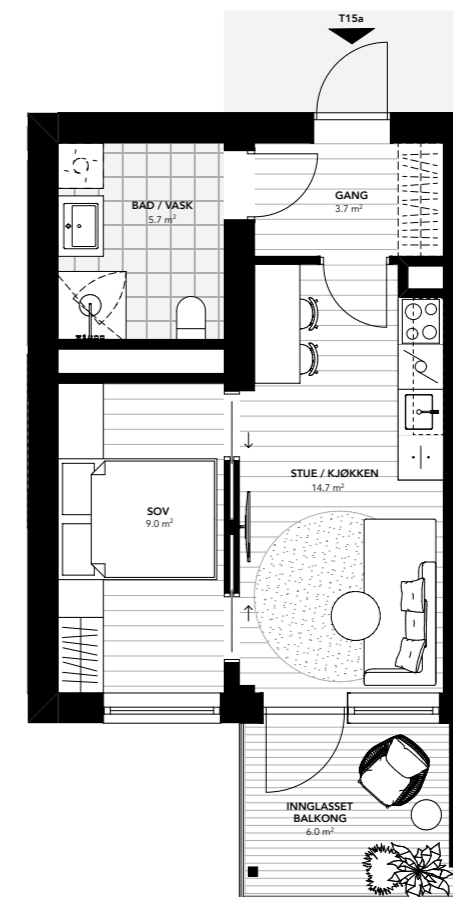 T15a
BAD / VASK
5.7 m²
GANG
3.7 m²
STUE / KJØKKEN
14.7 m²
SOV
9.0 m²
INNGLASSET
BALKONG
6.0 m²